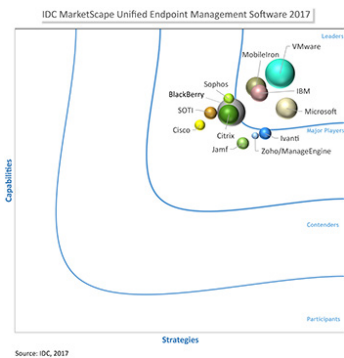 IDC MarketScape Unified Endpoint Management Software 2017
Leaders
VMware
MobileIron
Sophos
IBM
BlackBerry
SOTI
Microsoft
Cisco
Citrix
Major Players
Ivanti
Jamf
Zoho/ManageEngine
Capabilities
Contenders
Participants
Strategies
Source: IDC, 2017